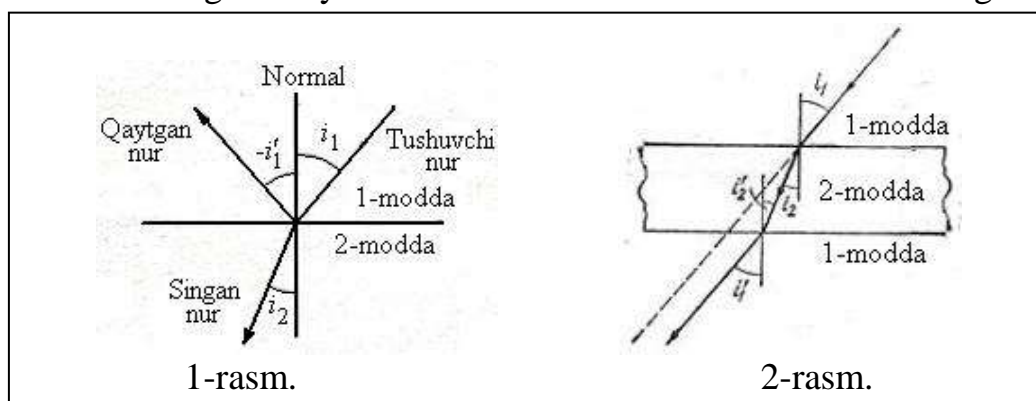 Normal
Qaytgan
nur
-i′₁
i₁
Tushuvchi
nur
1-modda
2-modda
Singan
nur
i₂
1-rasm.
i₁
1-modda
i′₂
i₂
2-modda
1-modda
i′₁
2-rasm.